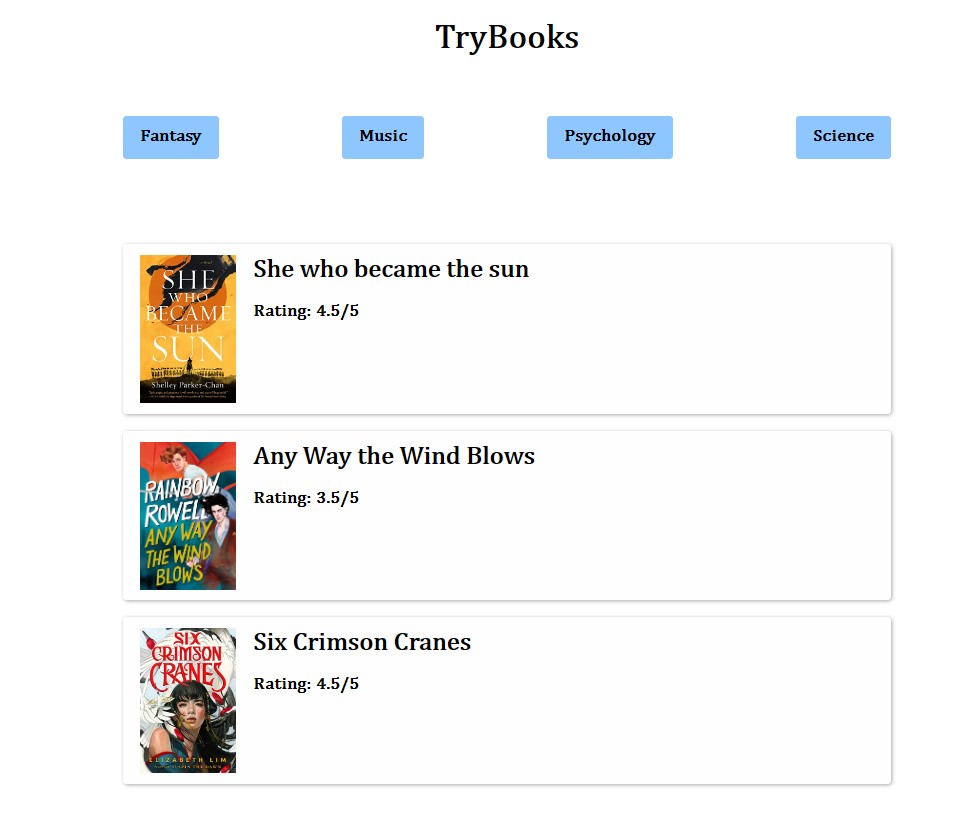 TryBooks
Fantasy
Music
Psychology
Science
SHE
WHO
BECAME
THE
SUN
Shelley Parker-Chan
She who became the sun
Rating: 4.5/5
RAINBOW
ROWELL
ANY WAY
THE WIND
BLOWS
Any Way the Wind Blows
Rating: 3.5/5
SIX
CRIMSON
CRANES
ELIZABETH LIM
Six Crimson Cranes
Rating: 4.5/5